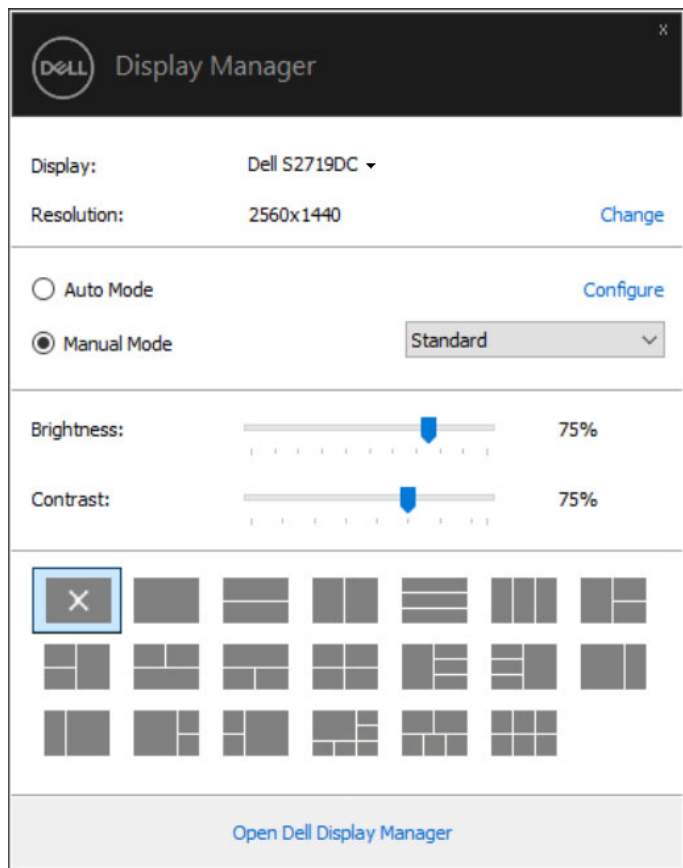 x
DELL Display Manager
Display: Dell S2719DC
Resolution: 2560x1440 Change
Auto Mode Configure
Manual Mode Standard
Brightness: 75%
Contrast: 75%
Open Dell Display Manager